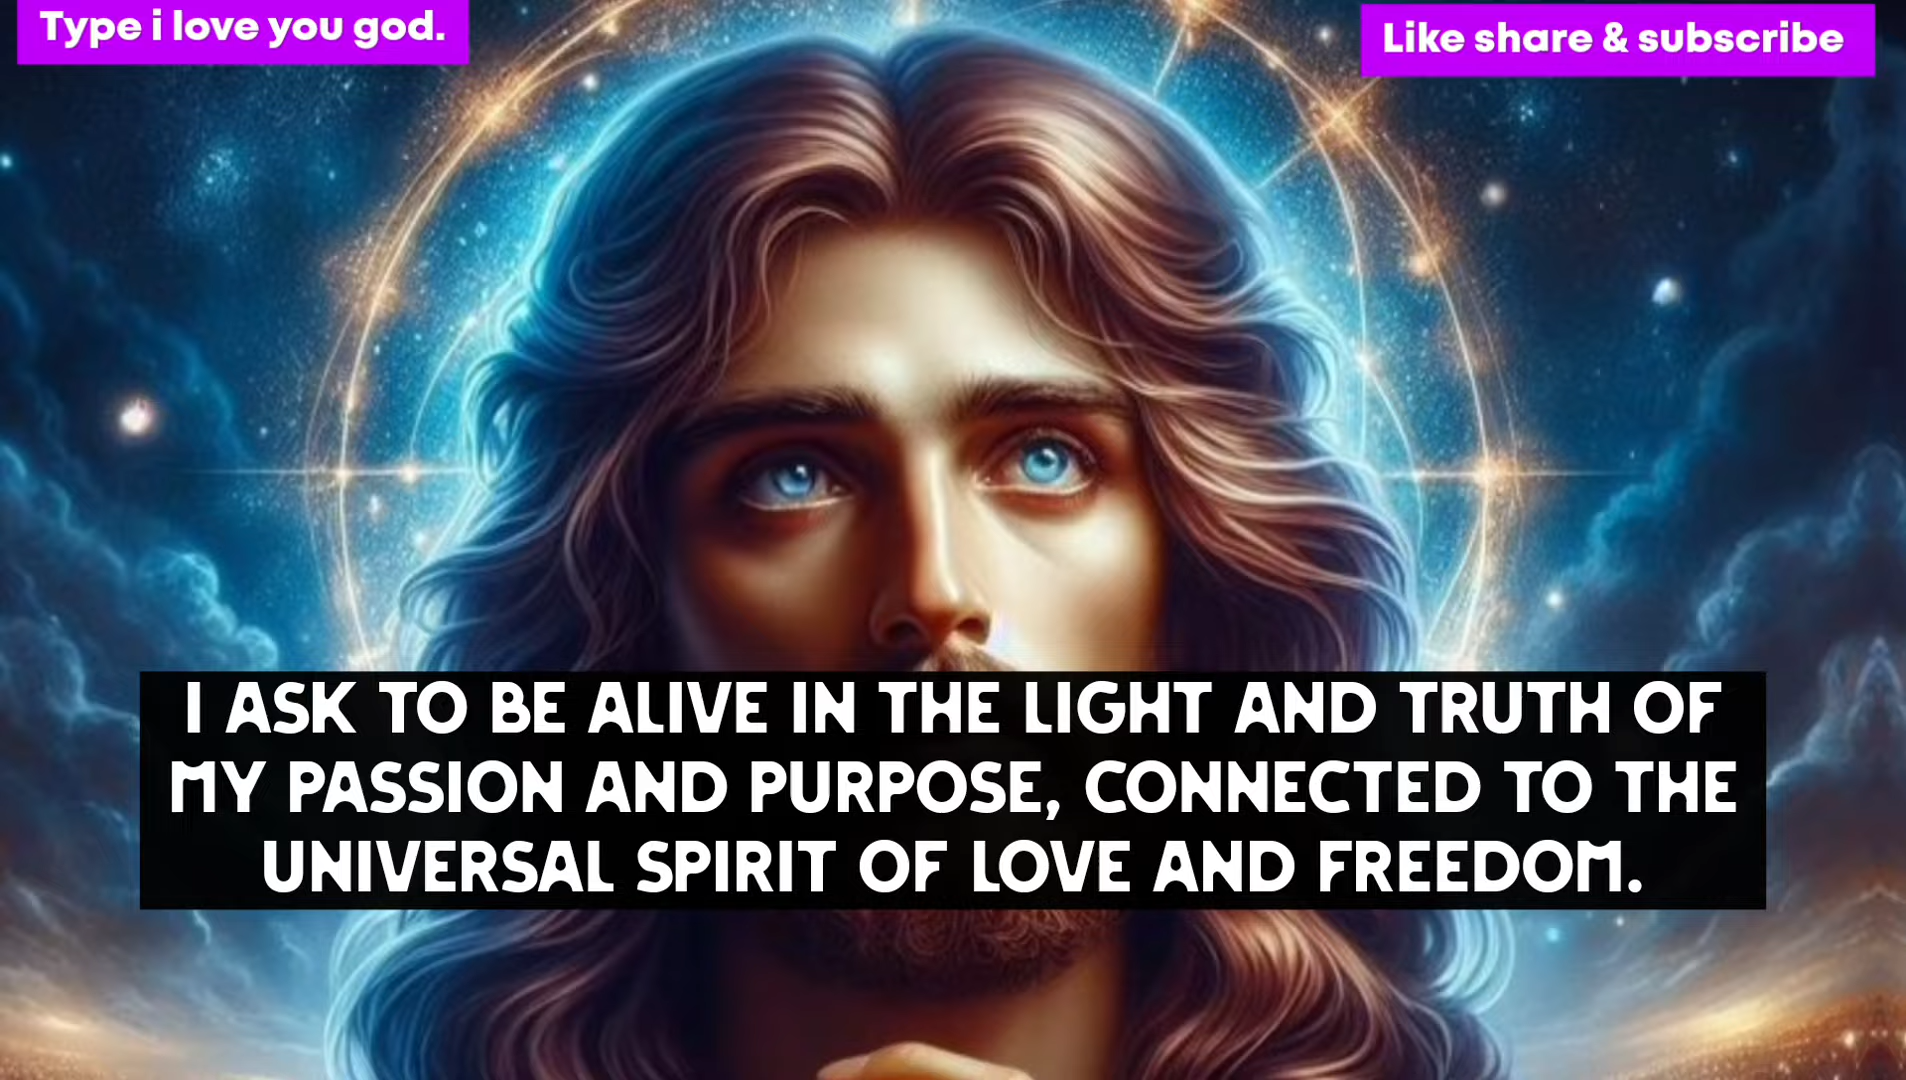 Type i love you god.
Like share & subscribe
I ASK TO BE ALIVE IN THE LIGHT AND TRUTH OF
MY PASSION AND PURPOSE, CONNECTED TO THE
UNIVERSAL SPIRIT OF LOVE AND FREEDOM.